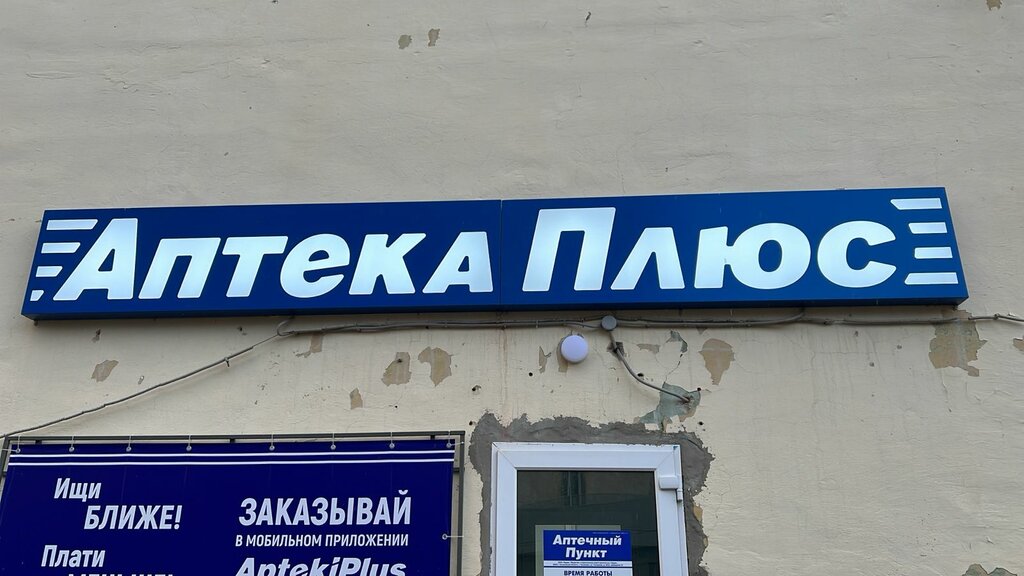 Аптека Плюс
Ищи
БЛИЖЕ!
Плати
ЗАКАЗЫВАЙ
В МОБИЛЬНОМ ПРИЛОЖЕНИИ
AptekiPlus
Аптечный
Пункт
ВРЕМЯ РАБОТЫ